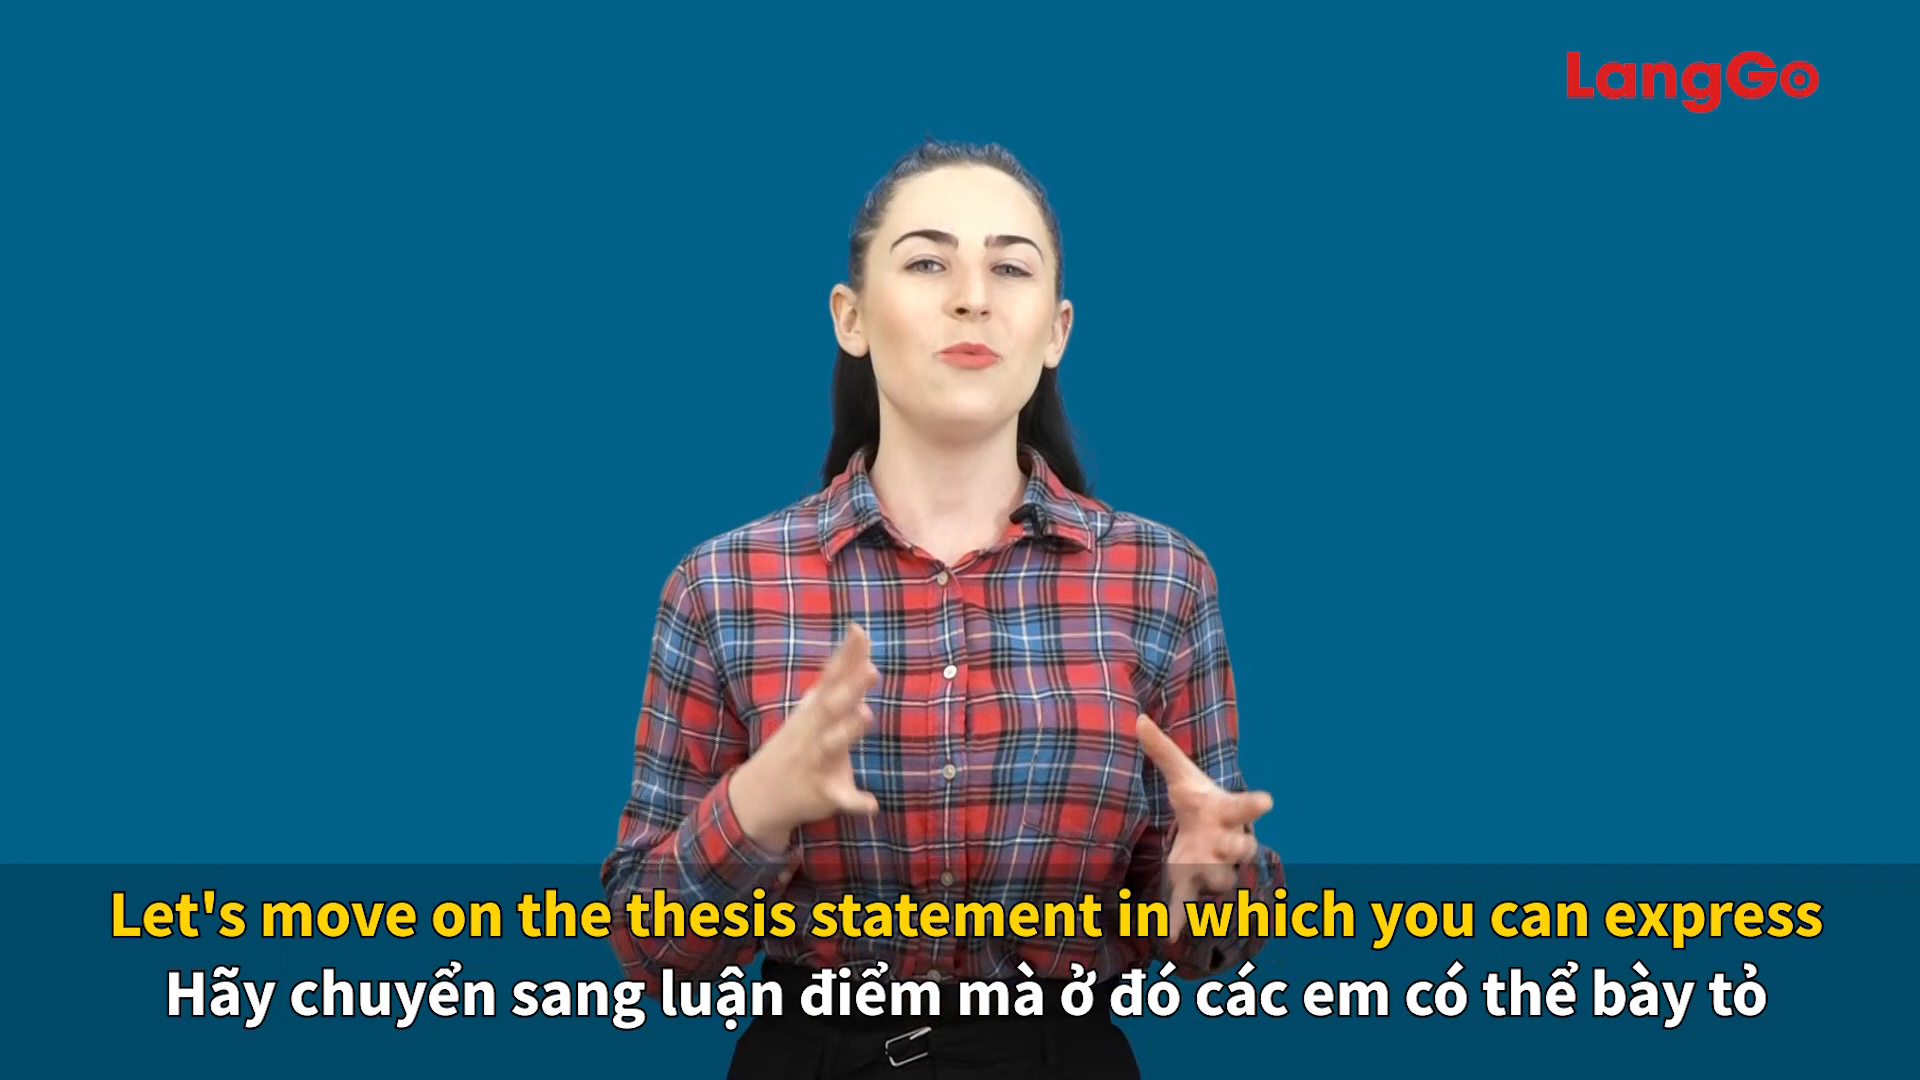 LangGo
Let's move on the thesis statement in which you can express
Hãy chuyển sang luận điểm mà ở đó các em có thể bày tỏ